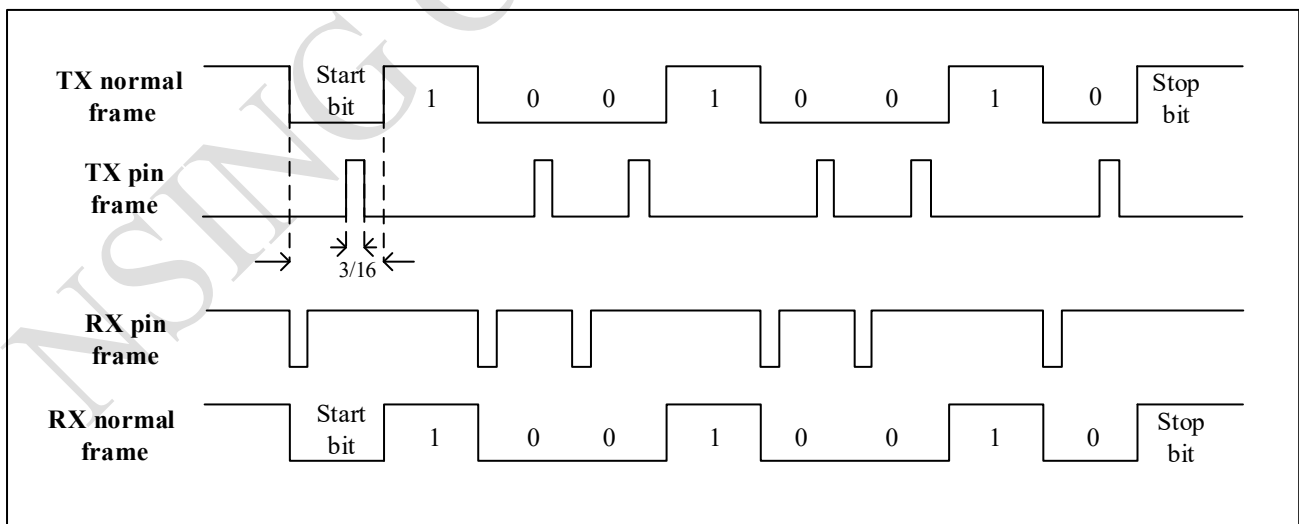 TX normal
frame
Start
bit
1 0 0 1 0 0 1 0
Stop
bit
TX pin
frame
3/16
RX pin
frame
RX normal
frame
Start
bit
1 0 0 1 0 0 1 0
Stop
bit
NSING